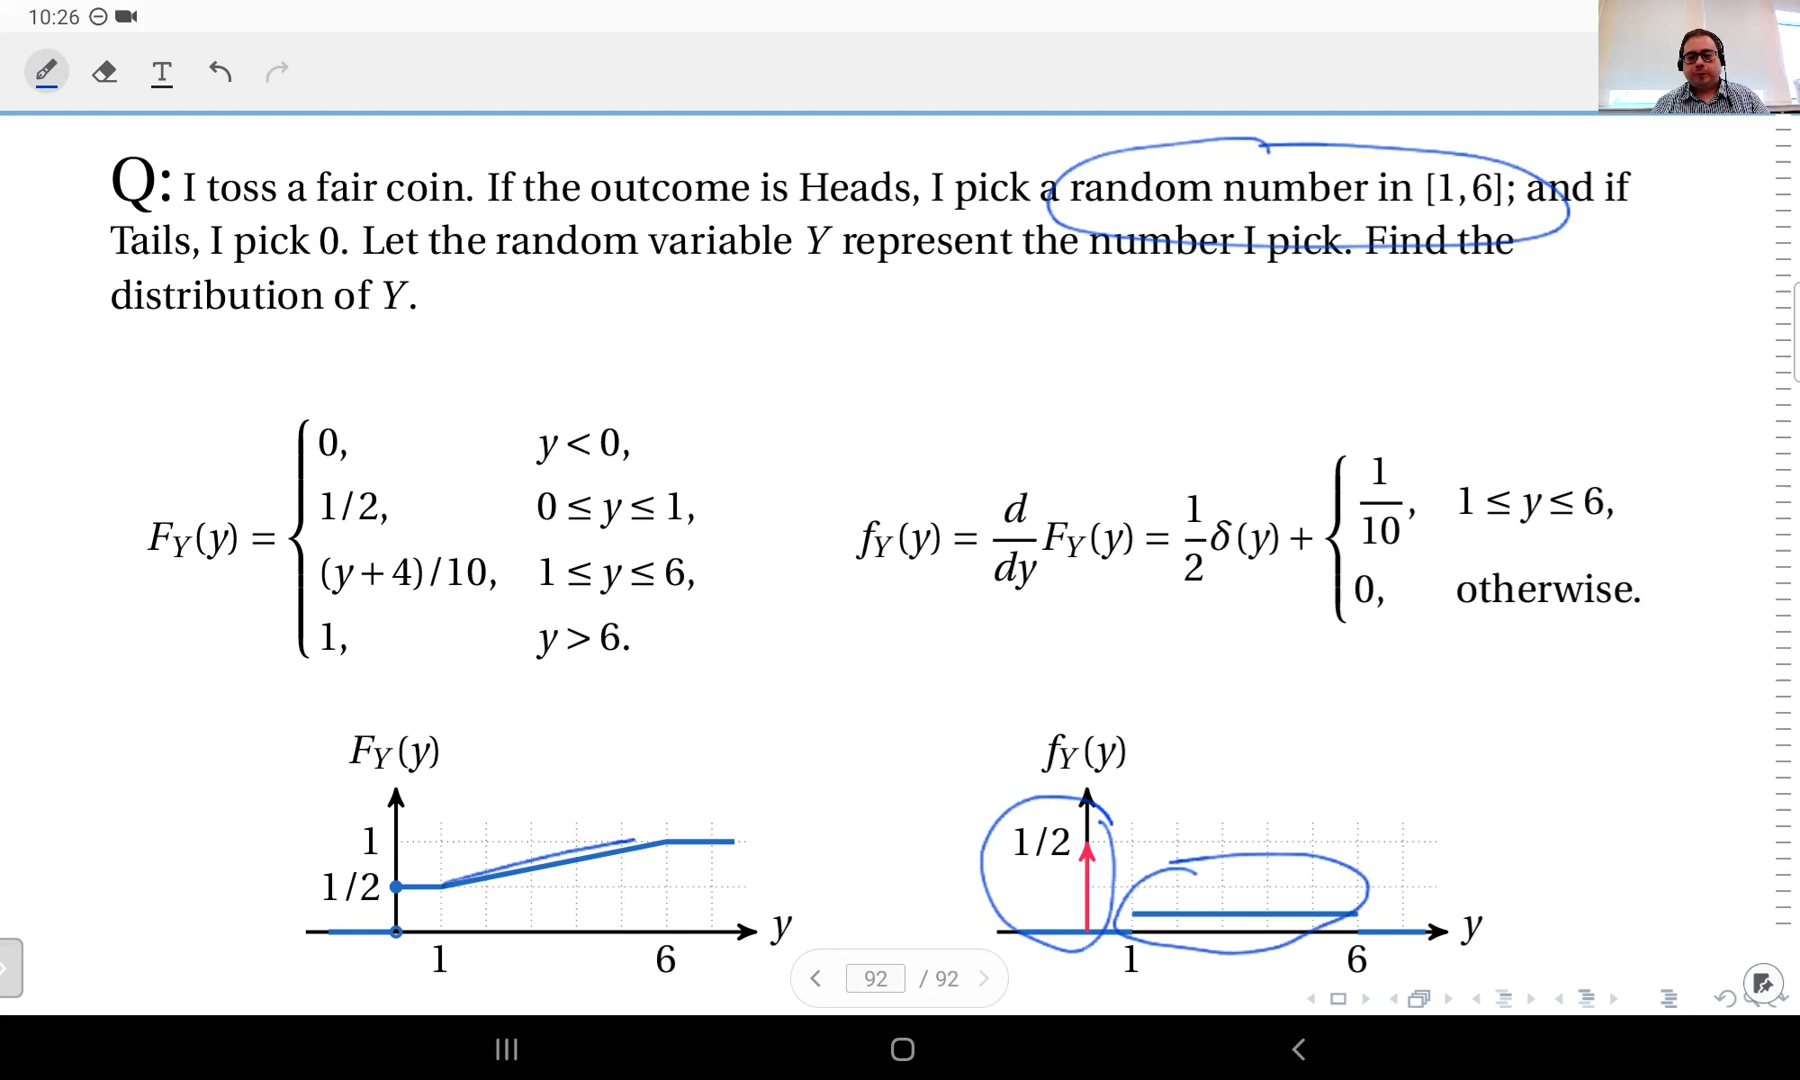 10:26
T
Q: I toss a fair coin. If the outcome is Heads, I pick a random number in [1,6]; and if
Tails, I pick 0. Let the random variable Y represent the number I pick. Find the
distribution of Y.
F_Y(y) = { 0, y < 0,
1/2, 0 ≤ y ≤ 1,
(y+4)/10, 1 ≤ y ≤ 6,
1, y > 6.
f_Y(y) = d/dy F_Y(y) = 1/2 δ(y) + { 1/10, 1 ≤ y ≤ 6,
0, otherwise.
F_Y(y)
1
1/2
y
1 6
f_Y(y)
1/2
y
1 6
92 / 92